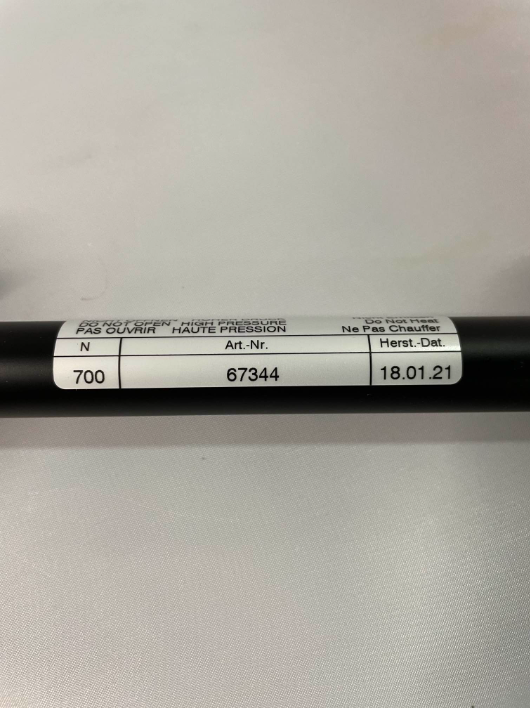 DO NOT OPEN HIGH PRESSURE Do Not Heat
PAS OUVRIR HAUTE PRESSION Ne Pas Chauffer
N Art.-Nr. Herst.-Dat.
700 67344 18.01.21